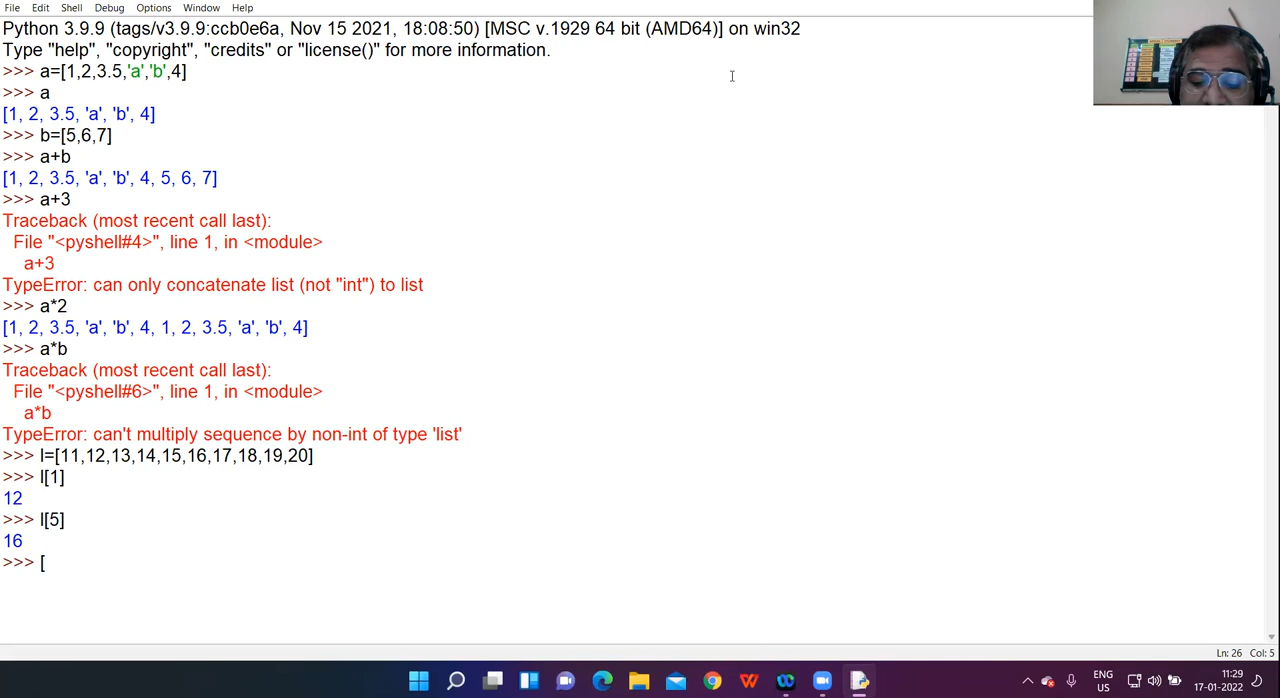 File Edit Shell Debug Options Window Help
Python 3.9.9 (tags/v3.9.9:ccb0e6a, Nov 15 2021, 18:08:50) [MSC v.1929 64 bit (AMD64)] on win32
Type "help", "copyright", "credits" or "license()" for more information.
>>> a=[1,2,3.5,'a','b',4]
>>> a
[1, 2, 3.5, 'a', 'b', 4]
>>> b=[5,6,7]
>>> a+b
[1, 2, 3.5, 'a', 'b', 4, 5, 6, 7]
>>> a+3
Traceback (most recent call last):
  File "<pyshell#4>", line 1, in <module>
    a+3
TypeError: can only concatenate list (not "int") to list
>>> a*2
[1, 2, 3.5, 'a', 'b', 4, 1, 2, 3.5, 'a', 'b', 4]
>>> a*b
Traceback (most recent call last):
  File "<pyshell#6>", line 1, in <module>
    a*b
TypeError: can't multiply sequence by non-int of type 'list'
>>> l=[11,12,13,14,15,16,17,18,19,20]
>>> l[1]
12
>>> l[5]
16
>>> [
Ln: 26 Col: 5
ENG 11:29
US 17-01-2022